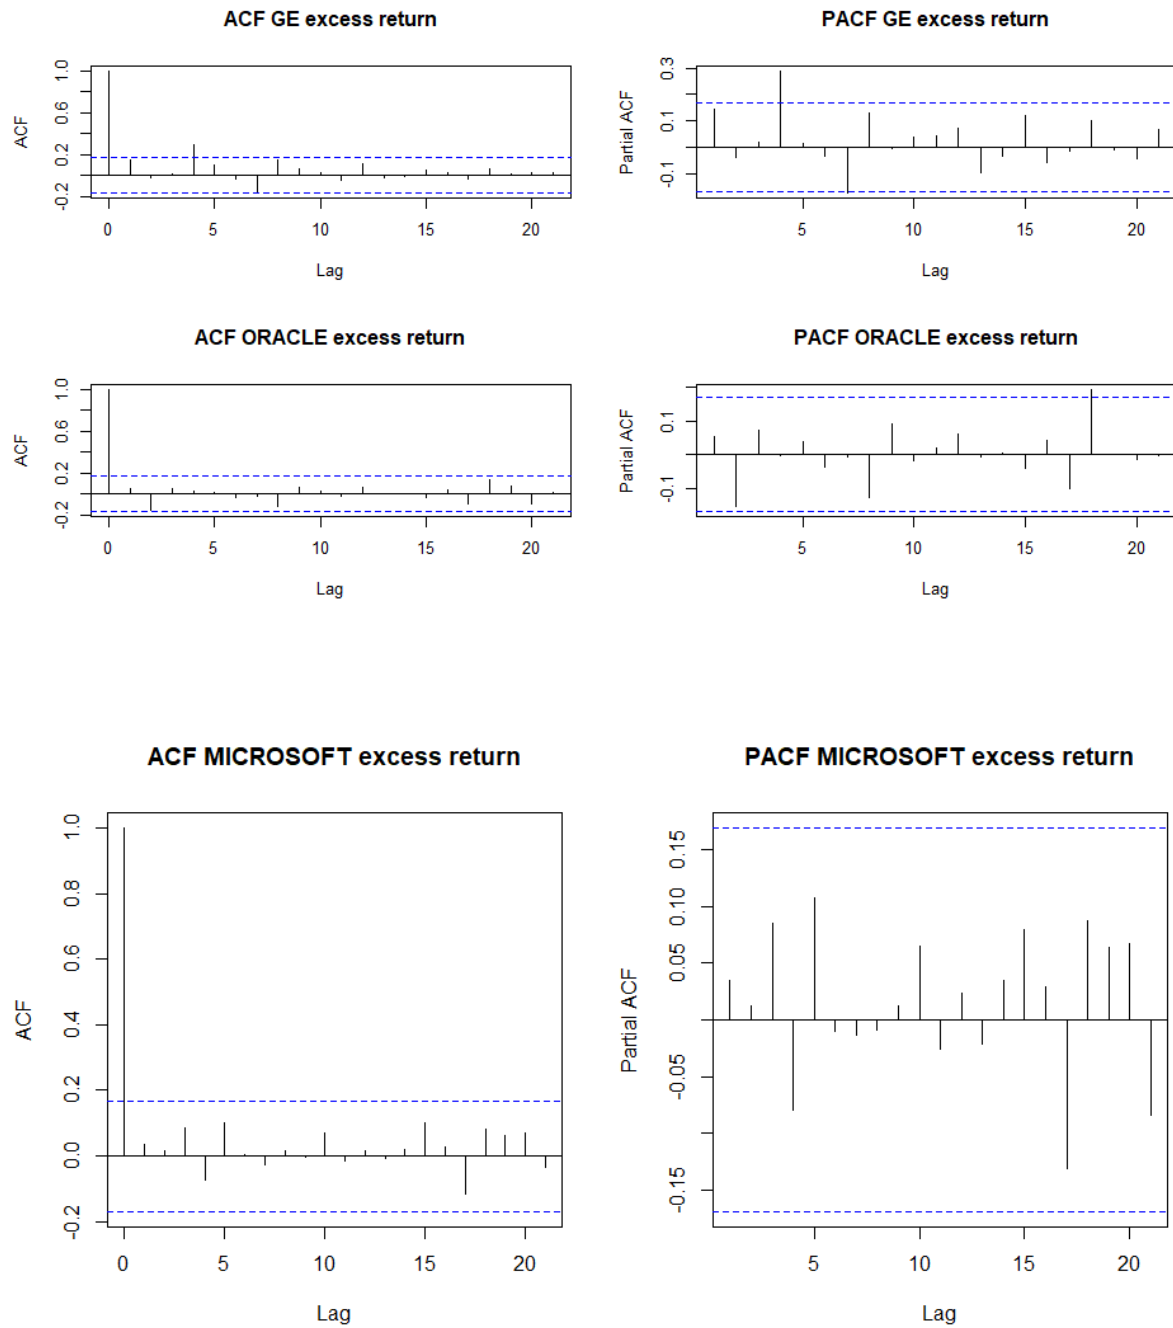 ACF GE excess return
ACF
-0.2 0.2 0.6 1.0
0 5 10 15 20
Lag
PACF GE excess return
Partial ACF
-0.1 0.1 0.3
5 10 15 20
Lag
ACF ORACLE excess return
ACF
-0.2 0.2 0.6 1.0
0 5 10 15 20
Lag
PACF ORACLE excess return
Partial ACF
-0.1 0.1
5 10 15 20
Lag
ACF MICROSOFT excess return
ACF
-0.2 0.0 0.2 0.4 0.6 0.8 1.0
0 5 10 15 20
Lag
PACF MICROSOFT excess return
Partial ACF
-0.15 -0.05 0.05 0.10 0.15
5 10 15 20
Lag